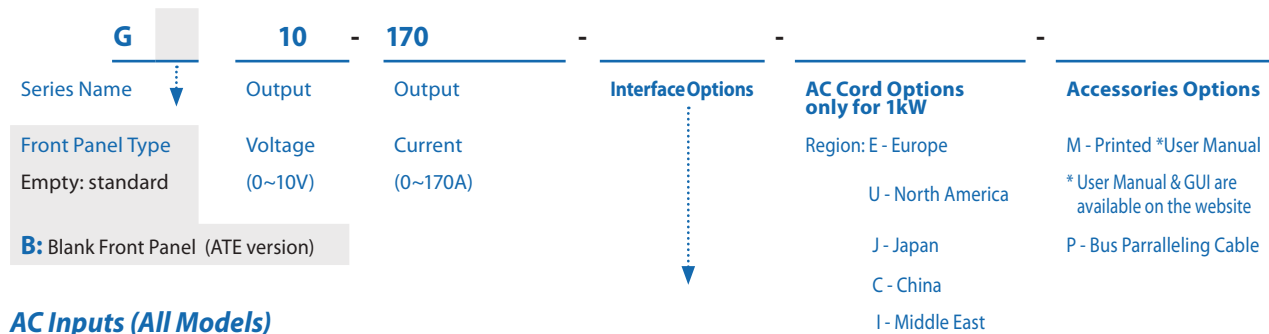 G 10 - 170 - - -
Series Name Output Output Interface Options AC Cord Options only for 1kW Accessories Options
Front Panel Type Voltage Current Region: E - Europe M - Printed *User Manual
Empty: standard (0~10V) (0~170A) U - North America * User Manual & GUI are available on the website
B: Blank Front Panel (ATE version) J - Japan P - Bus Parralleling Cable
C - China
AC Inputs (All Models) I - Middle East